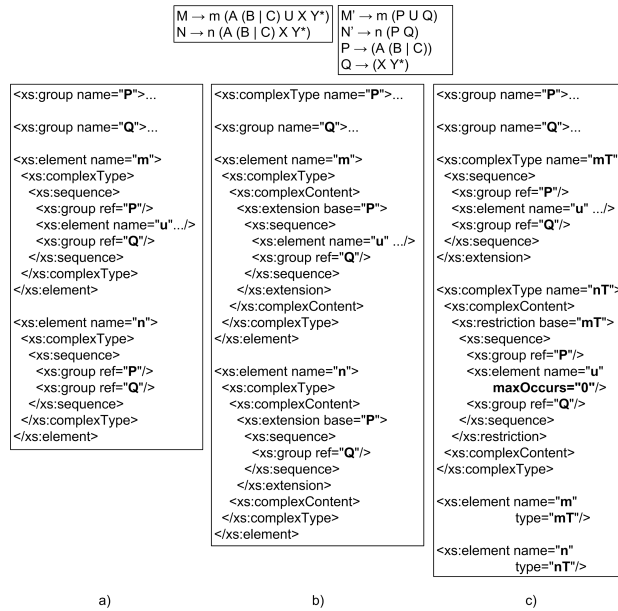 M → m (A (B | C) U X Y*)
N → n (A (B | C) X Y*)
M' → m (P U Q)
N' → n (P Q)
P → (A (B | C))
Q → (X Y*)
<xs:group name="P">...
<xs:group name="Q">...
<xs:element name="m">
<xs:complexType>
<xs:sequence>
<xs:group ref="P"/>
<xs:element name="u".../>
<xs:group ref="Q"/>
</xs:sequence>
</xs:complexType>
</xs:element>
<xs:element name="n">
<xs:complexType>
<xs:sequence>
<xs:group ref="P"/>
<xs:group ref="Q"/>
</xs:sequence>
</xs:complexType>
</xs:element>
a)
<xs:complexType name="P">...
<xs:group name="Q">...
<xs:element name="m">
<xs:complexType>
<xs:complexContent>
<xs:extension base="P">
<xs:sequence>
<xs:element name="u" .../>
<xs:group ref="Q"/>
</xs:sequence>
</xs:extension>
</xs:complexContent>
</xs:complexType>
</xs:element>
<xs:element name="n">
<xs:complexType>
<xs:complexContent>
<xs:extension base="P">
<xs:sequence>
<xs:group ref="Q"/>
</xs:sequence>
</xs:extension>
<xs:complexContent>
</xs:complexType>
</xs:element>
b)
<xs:group name="P">...
<xs:group name="Q">...
<xs:complexType name="mT"
<xs:sequence>
<xs:group ref="P"/>
<xs:element name="u" .../>
<xs:group ref="Q"/>
</xs:sequence>
</xs:extension>
<xs:complexType name="nT>
<xs:complexContent>
<xs:restriction base="mT">
<xs:sequence>
<xs:group ref="P"/>
<xs:element name="u"
maxOccurs="0"/>
<xs:group ref="Q"/>
</xs:sequence>
</xs:restriction>
<xs:complexContent>
</xs:complexType>
<xs:element name="m"
type="mT"/>
<xs:element name="n"
type="nT"/>
c)